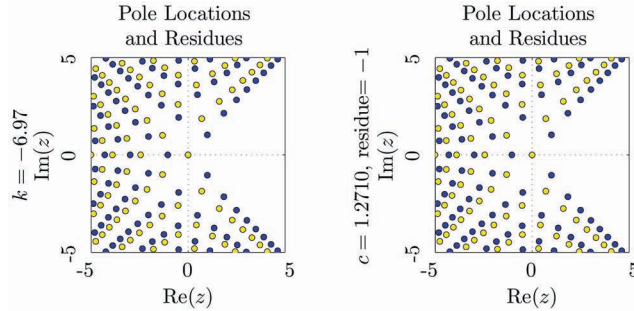 Pole Locations
and Residues
k = −6.97
Im(z)
5
0
-5
-5 0 5
Re(z)
Pole Locations
and Residues
c = 1.2710, residue= −1
Im(z)
5
0
-5
-5 0 5
Re(z)